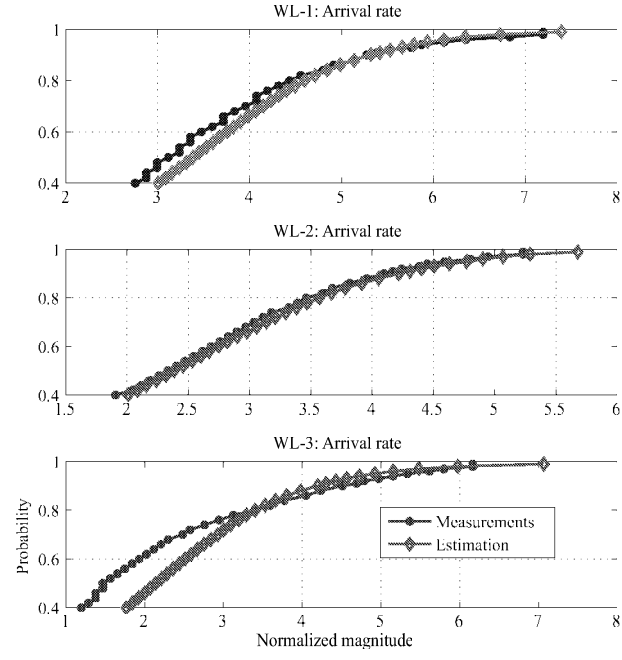 WL-1: Arrival rate
1
0.8
0.6
0.4
2 3 4 5 6 7 8
WL-2: Arrival rate
1
0.8
0.6
0.4
1.5 2 2.5 3 3.5 4 4.5 5 5.5 6
WL-3: Arrival rate
1
0.8
0.6
0.4
Probability
Measurements
Estimation
1 2 3 4 5 6 7 8
Normalized magnitude